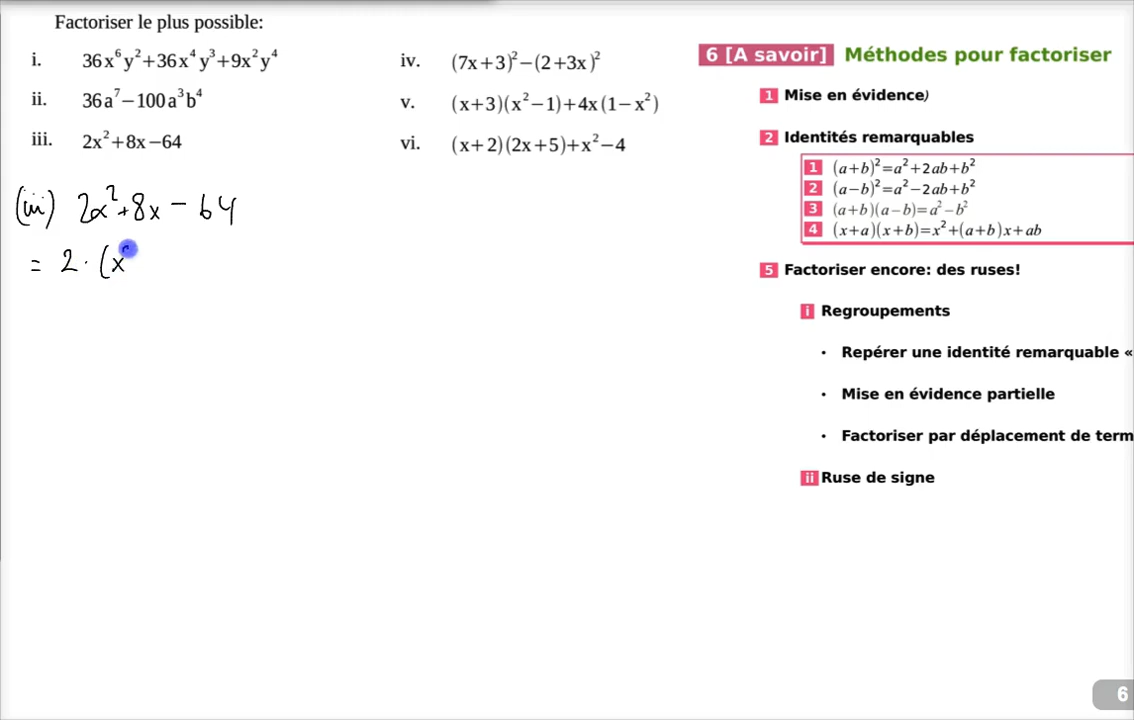 Factoriser le plus possible:
i. 36x⁶y²+36x⁴y³+9x²y⁴
ii. 36a⁷−100a³b⁴
iii. 2x²+8x−64
iv. (7x+3)²−(2+3x)²
v. (x+3)(x²−1)+4x(1−x²)
vi. (x+2)(2x+5)+x²−4
(iii) 2x²+8x−64
= 2·(x
6 [A savoir] Méthodes pour factoriser
1 Mise en évidence)
2 Identités remarquables
1 (a+b)²=a²+2ab+b²
2 (a−b)²=a²−2ab+b²
3 (a+b)(a−b)=a²−b²
4 (x+a)(x+b)=x²+(a+b)x+ab
5 Factoriser encore: des ruses!
i Regroupements
• Repérer une identité remarquable «
• Mise en évidence partielle
• Factoriser par déplacement de term
ii Ruse de signe
6